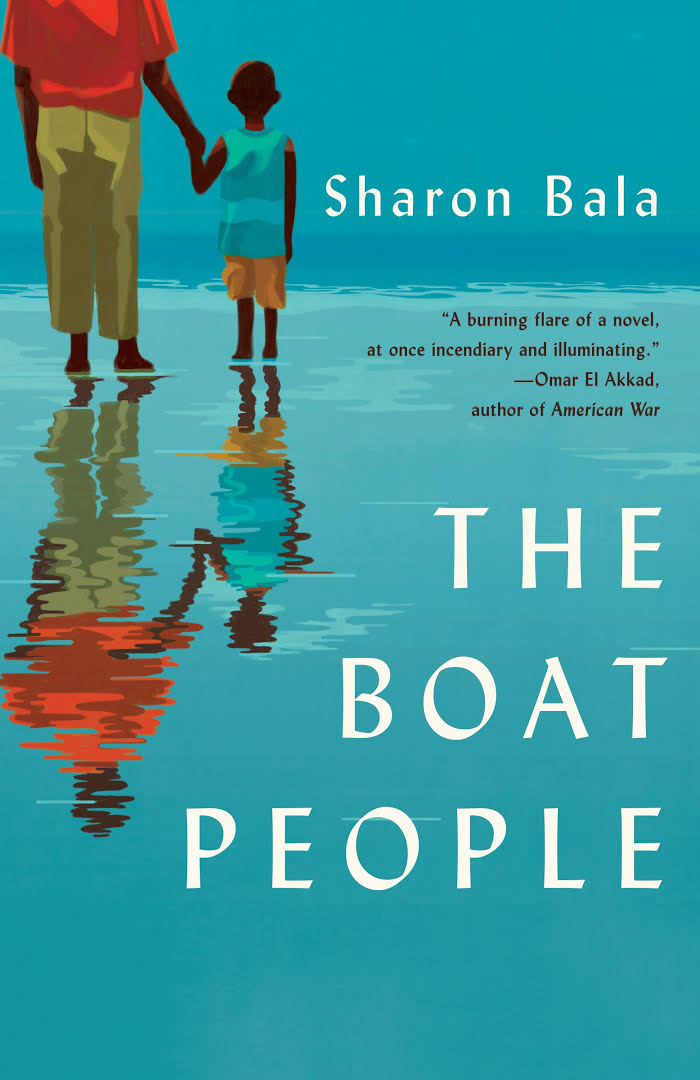 Sharon Bala
“A burning flare of a novel,
at once incendiary and illuminating.”
—Omar El Akkad,
author of American War
THE
BOAT
PEOPLE